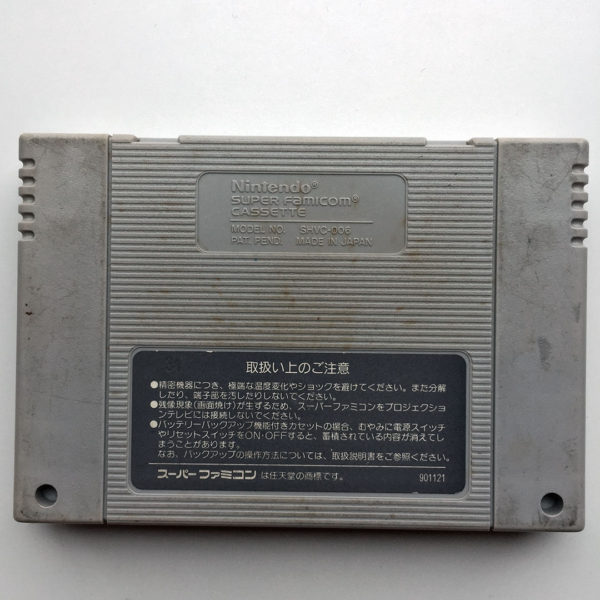 Nintendo®
SUPER FAMICOM®
CASSETTE
MODEL NO. SHVC-006
PAT. PEND. MADE IN JAPAN
31
取扱い上のご注意
●精密機器につき、極端な温度変化やショックを避けてください。また分解
したり、端子部を汚したりしないでください。
●残像現象(画面焼け)が生ずるため、スーパーファミコンをプロジェクショ
ンテレビには接続しないでください。
●バッテリーバックアップ機能付きカセットの場合、むやみに電源スイッチ
やリセットスイッチをON・OFFすると、蓄積されている内容が消えてし
まうことがあります。
なお、バックアップの操作方法については、取扱説明書をご参照ください。
スーパーファミコンは任天堂の商標です。 901121